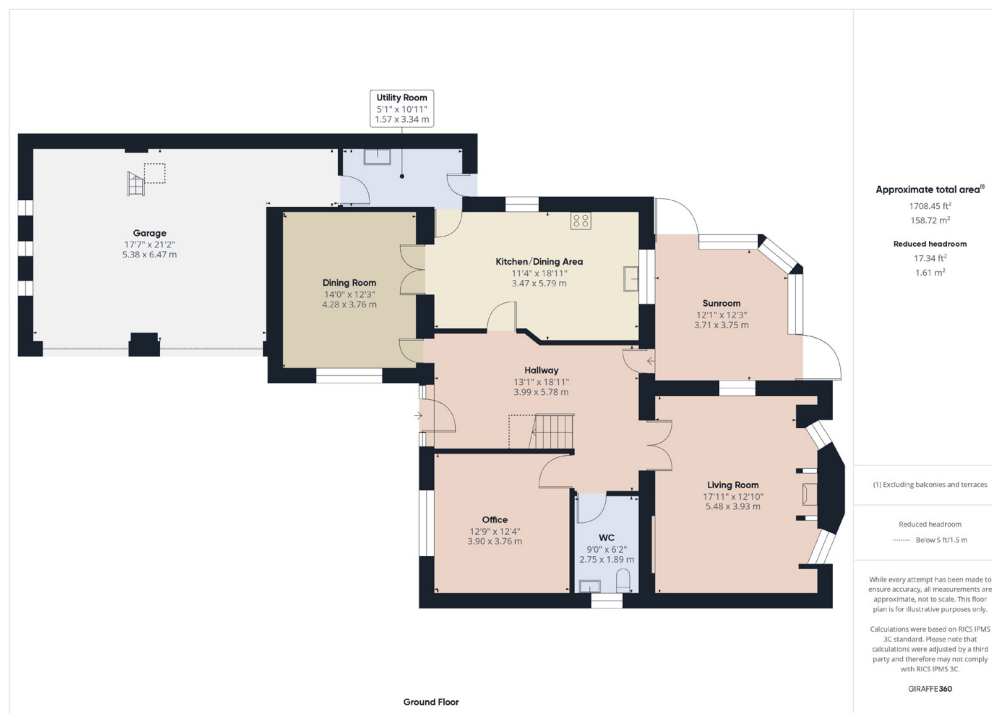 Utility Room
5'1" x 10'11"
1.57 x 3.34 m
Garage
17'7" x 21'2"
5.38 x 6.47 m
Dining Room
14'0" x 12'3"
4.28 x 3.76 m
Kitchen/Dining Area
11'4" x 18'11"
3.47 x 5.79 m
Sunroom
12'1" x 12'3"
3.71 x 3.75 m
Hallway
13'1" x 18'11"
3.99 x 5.78 m
Living Room
17'11" x 12'10"
5.48 x 3.93 m
Office
12'9" x 12'4"
3.90 x 3.76 m
WC
9'0" x 6'2"
2.75 x 1.89 m
Ground Floor
Approximate total area⁽¹⁾
1708.45 ft²
158.72 m²
Reduced headroom
17.34 ft²
1.61 m²
(1) Excluding balconies and terraces
Reduced headroom
Below 5 ft/1.5 m
While every attempt has been made to
ensure accuracy, all measurements are
approximate, not to scale. This floor
plan is for illustrative purposes only.
Calculations were based on RICS IPMS
3C standard. Please note that
calculations were adjusted by a third
party and therefore may not comply
with RICS IPMS 3C.
GIRAFFE360